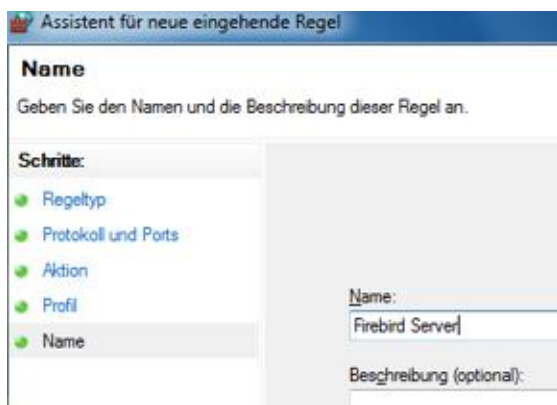 Assistent für neue eingehende Regel
Name
Geben Sie den Namen und die Beschreibung dieser Regel an.
Schritte:
Regeltyp
Protokoll und Ports
Aktion
Profil
Name
Name:
Firebird Server
Beschreibung (optional):